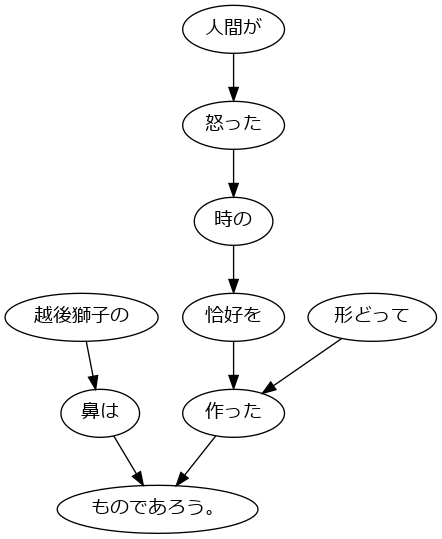 人間が
怒った
時の
越後獅子の
恰好を
形どって
鼻は
作った
ものであろう。